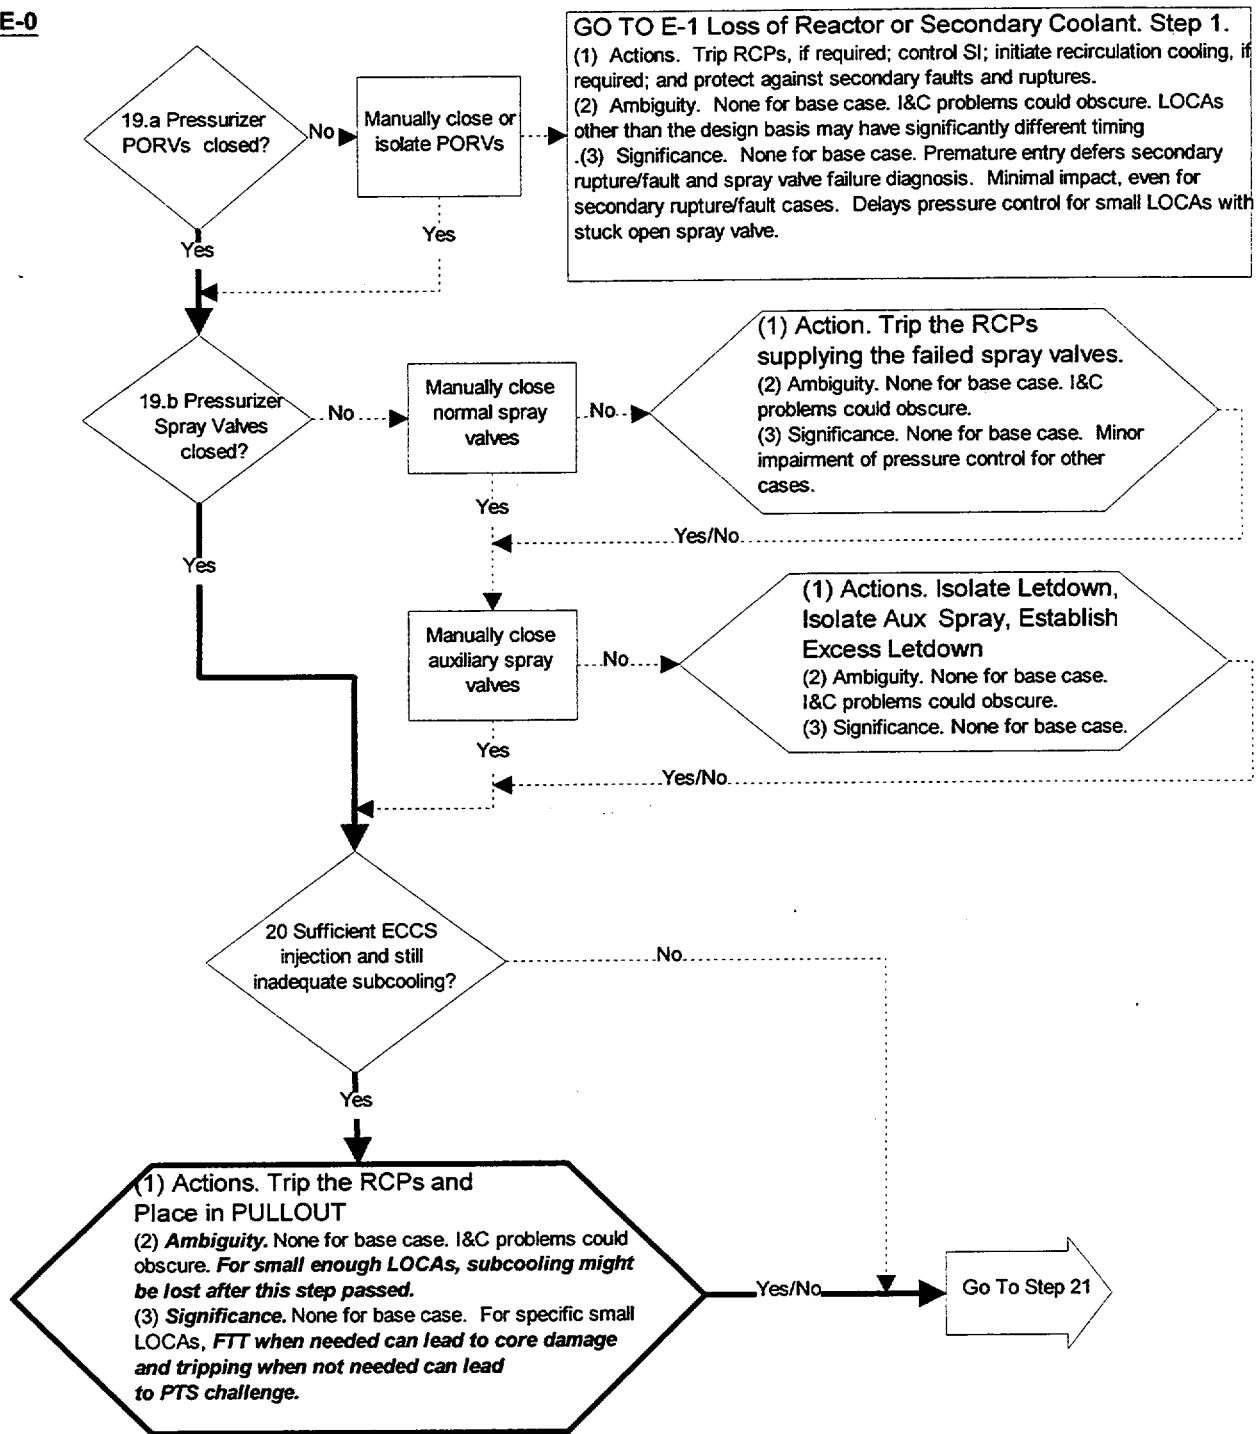 E-0
GO TO E-1 Loss of Reactor or Secondary Coolant. Step 1.
(1) Actions. Trip RCPs, if required; control SI; initiate recirculation cooling, if
required; and protect against secondary faults and ruptures.
(2) Ambiguity. None for base case. I&C problems could obscure. LOCAs
other than the design basis may have significantly different timing
.(3) Significance. None for base case. Premature entry defers secondary
rupture/fault and spray valve failure diagnosis. Minimal impact, even for
secondary rupture/fault cases. Delays pressure control for small LOCAs with
stuck open spray valve.
19.a Pressurizer
PORVs closed?
No
Manually close or
isolate PORVs
Yes
Yes
19.b Pressurizer
Spray Valves
closed?
No
Manually close
normal spray
valves
No
(1) Action. Trip the RCPs
supplying the failed spray valves.
(2) Ambiguity. None for base case. I&C
problems could obscure.
(3) Significance. None for base case. Minor
impairment of pressure control for other
cases.
Yes
Yes/No
Yes
Manually close
auxiliary spray
valves
No
(1) Actions. Isolate Letdown,
Isolate Aux Spray, Establish
Excess Letdown
(2) Ambiguity. None for base case.
I&C problems could obscure.
(3) Significance. None for base case.
Yes
Yes/No
20 Sufficient ECCS
injection and still
inadequate subcooling?
No
Yes
(1) Actions. Trip the RCPs and
Place in PULLOUT
(2) Ambiguity. None for base case. I&C problems could
obscure. For small enough LOCAs, subcooling might
be lost after this step passed.
(3) Significance. None for base case. For specific small
LOCAs, FTT when needed can lead to core damage
and tripping when not needed can lead
to PTS challenge.
Yes/No
Go To Step 21